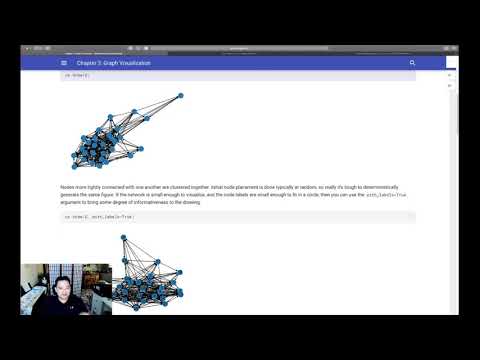 Chapter 3: Graph Visualization
nx.draw(G)
Nodes more tightly connected with one another are clustered together. Initial node placement is done typically at random, so really it's tough to deterministically
generate the same figure. If the network is small enough to visualize, and the node labels are small enough to fit in a circle, then you can use the with_labels=True
argument to bring some degree of informativeness to the drawing:
nx.draw(G, with_labels=True)